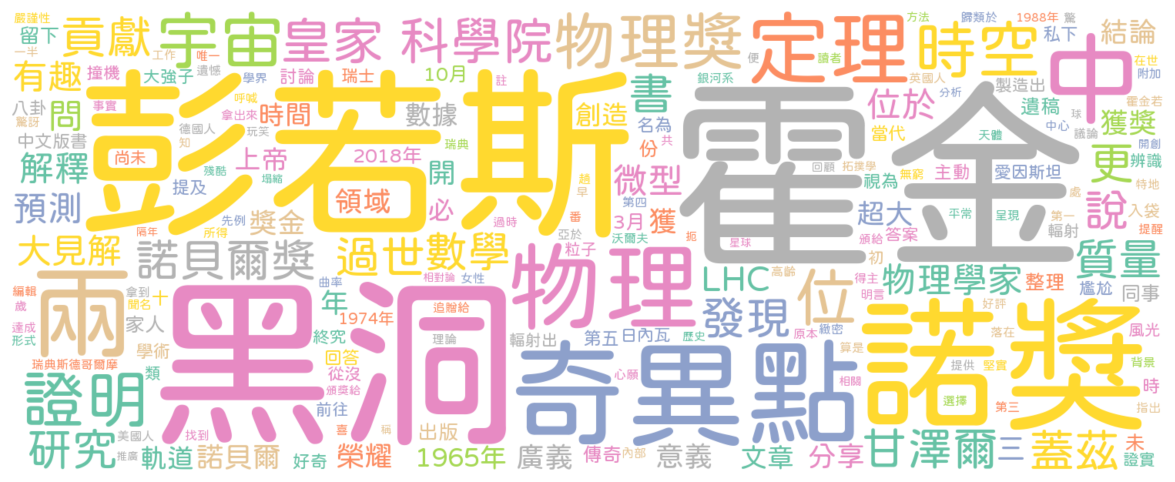 嚴謹性
留下
貢獻
宇宙
皇家
科學院
物理獎
定理
時空
方法
歸類於
1988年
驚
私下
結論
一半
工作
唯一
遺憾
有趣
撞機
大強子
學界
討論
瑞士
10月
銀河系
讀者
便
英國人
製造出
在世
附加
中
八卦
問
事實
驚訝
呼喊
拿出來
時間
數據
創造
書
位於
分析
遺稿
霍金若
球
獲獎
中文版書
德國人
知
玩笑
彭若斯
霍金
名為
共
份
當代
天體
中心
議論
開創
更
辨識
解釋
尚未
殘酷
上帝
2018年
瑞典
回顧
拓撲學
無窮
主動
愛因斯坦
處
特地
預測
提及
塌縮
領域
開
趙
早
微型
第四
視為
說
入袋
提醒
先例
獎金
必
過時
番
3月
獲
超大
平常
呈現
第一
輻射
大見解
隔年
所得
過世
數學
亞於
粒子
沃爾夫
扼
星球
頒給
答案
初
諾貝爾獎
兩
黑洞
曲率
相對論
女性
物理
LHC
高齡
得主
明言
物理學家
整理
質量
尷尬
同事
編輯
歲
拿到
聞名
十
年
追贈給
1974年
發現
位
好評
諾獎
達成
形式
家人
學術
終究
理論
輻射出
第五
日內瓦
歷史
原本
緻密
落在
風光
瑞典斯德哥爾摩
類
回答
從沒
頒獎給
奇異點
心願
相關
算是
提供
堅實
背景
時
證明
前往
選擇
第三
指出
研究
美國人
推廣
找到
軌道
諾貝爾
好奇
喜
榮耀
稱
出版
註
1965年
廣義
傳奇
內部
意義
文章
分享
甘澤爾
三
蓋茲
未
證實